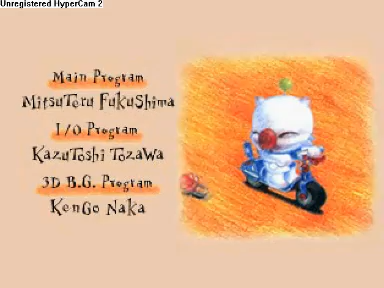 Unregistered HyperCam 2
Main Program
MitsuTeru FukuShima
I/O Program
KazuToshi TozaWa
3D B.G. Program
KenGo Naka